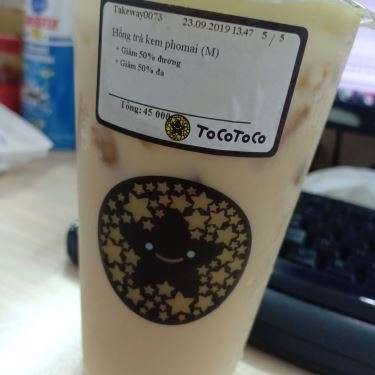 Takeway0073 23.09.2019 13.47 5 / 5
Hồng trà kem phomai (M)
+ Giảm 50% đường
+ Giảm 50% đá
Tổng: 45 000
ToCoToCo